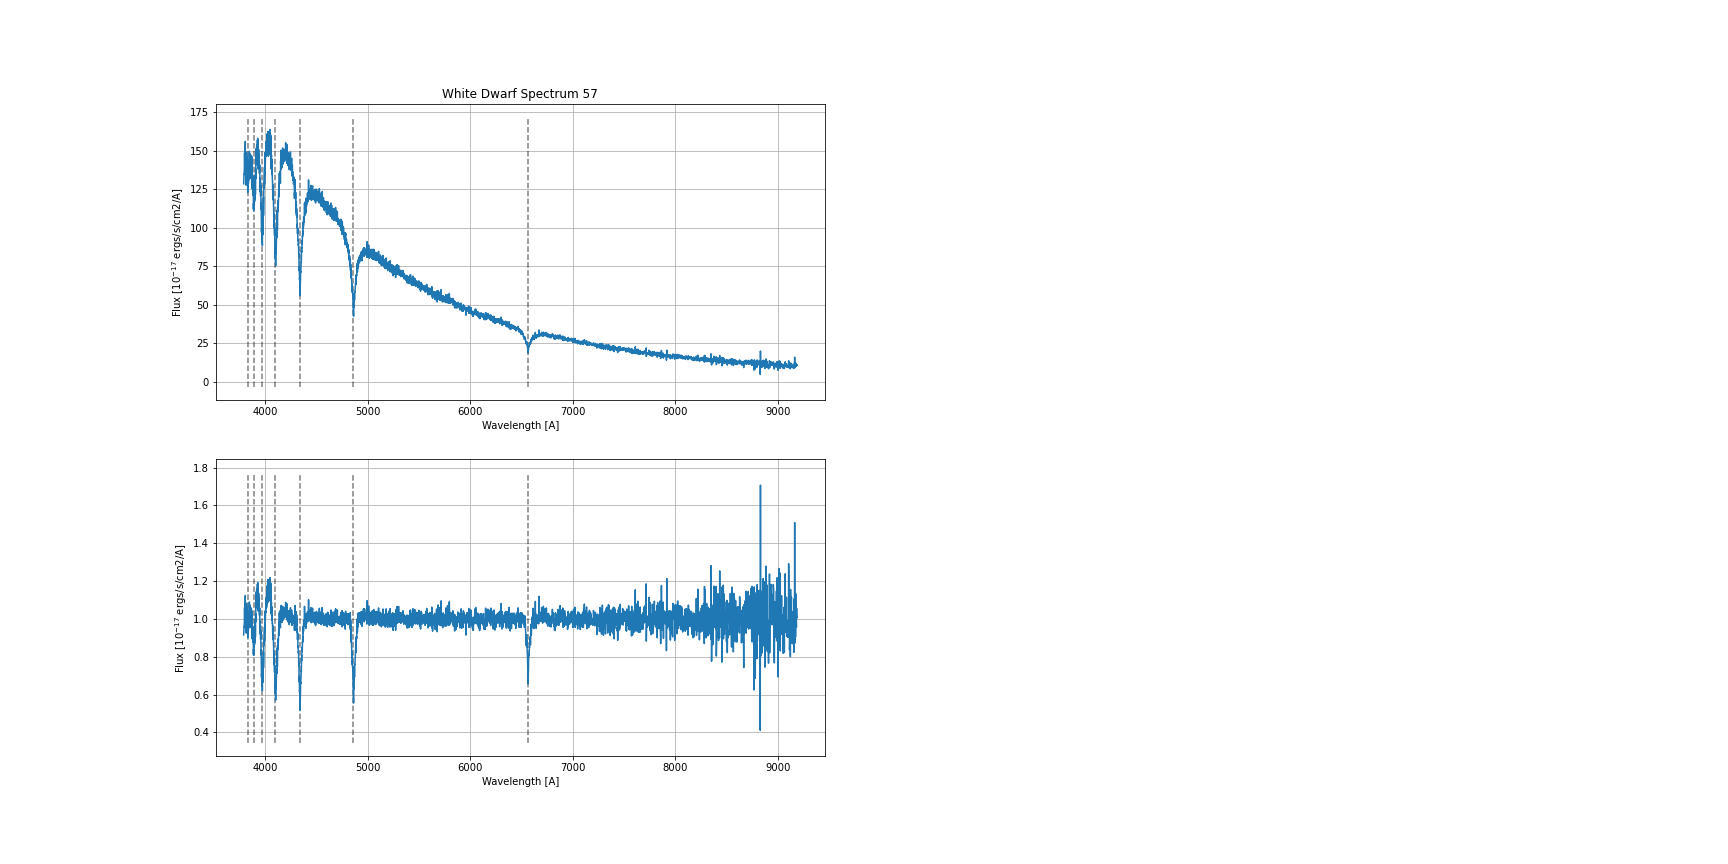 White Dwarf Spectrum 57
175
150
125
100
75
50
25
0
Flux [10⁻¹⁷ ergs/s/cm2/A]
4000 5000 6000 7000 8000 9000
Wavelength [A]
1.8
1.6
1.4
1.2
1.0
0.8
0.6
0.4
Flux [10⁻¹⁷ ergs/s/cm2/A]
4000 5000 6000 7000 8000 9000
Wavelength [A]